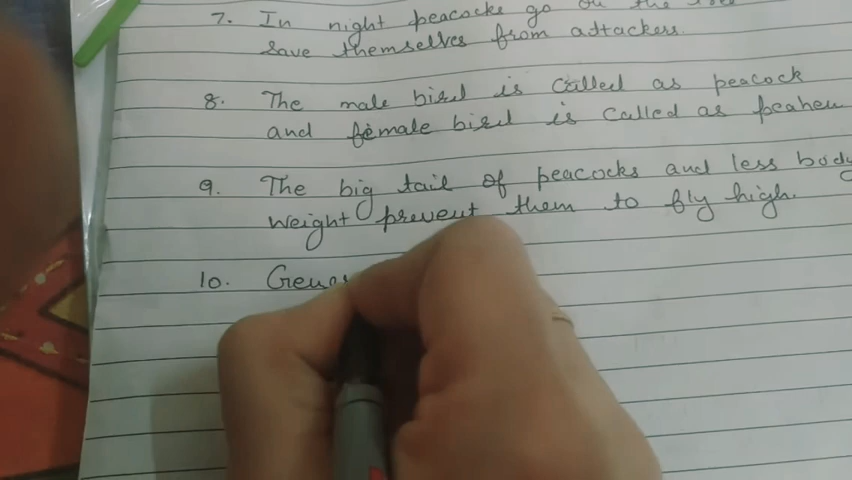 7. In night peacocks go on the
save themselves from attackers.
8. The male bird is called as peacock
and female bird is called as peahen
9. The big tail of peacocks and less body
weight prevent them to fly high.
10. Gener